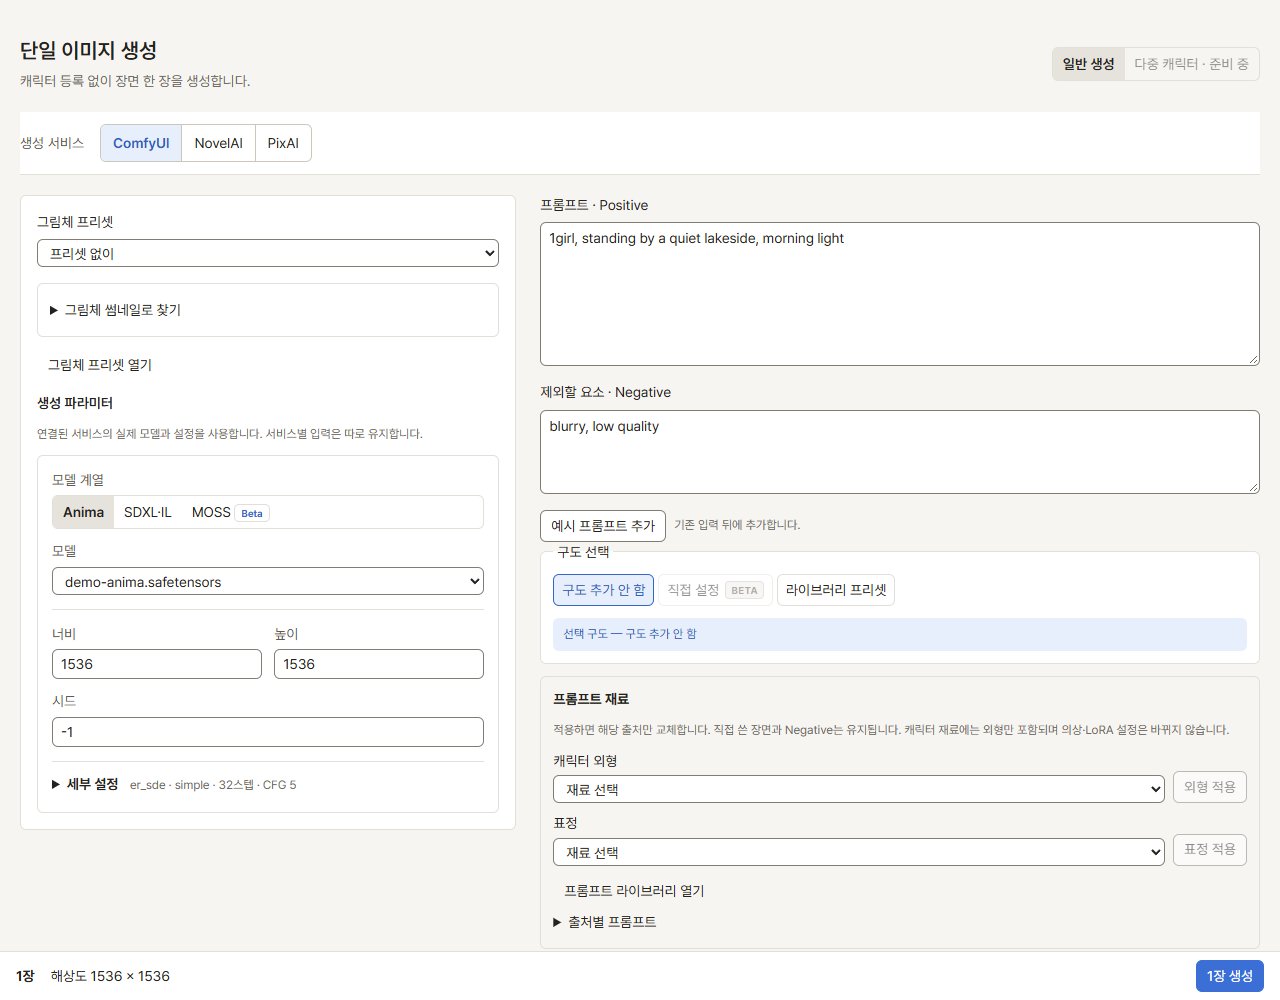 단일 이미지 생성
캐릭터 등록 없이 장면 한 장을 생성합니다.
일반 생성
다중 캐릭터 · 준비 중
생성 서비스
ComfyUI
NovelAI
PixAI
그림체 프리셋
프리셋 없이
▶ 그림체 썸네일로 찾기
그림체 프리셋 열기
생성 파라미터
연결된 서비스의 실제 모델과 설정을 사용합니다. 서비스별 입력은 따로 유지합니다.
모델 계열
Anima
SDXL·IL
MOSS Beta
모델
demo-anima.safetensors
너비
높이
1536
1536
시드
-1
▶ 세부 설정 er_sde · simple · 32스텝 · CFG 5
프롬프트 · Positive
1girl, standing by a quiet lakeside, morning light
제외할 요소 · Negative
blurry, low quality
예시 프롬프트 추가
기존 입력 뒤에 추가합니다.
구도 선택
구도 추가 안 함
직접 설정 BETA
라이브러리 프리셋
선택 구도 — 구도 추가 안 함
프롬프트 재료
적용하면 해당 출처만 교체합니다. 직접 쓴 장면과 Negative는 유지됩니다. 캐릭터 재료에는 외형만 포함되며 의상·LoRA 설정은 바뀌지 않습니다.
캐릭터 외형
재료 선택
외형 적용
표정
재료 선택
표정 적용
프롬프트 라이브러리 열기
▶ 출처별 프롬프트
1장 해상도 1536 × 1536
1장 생성